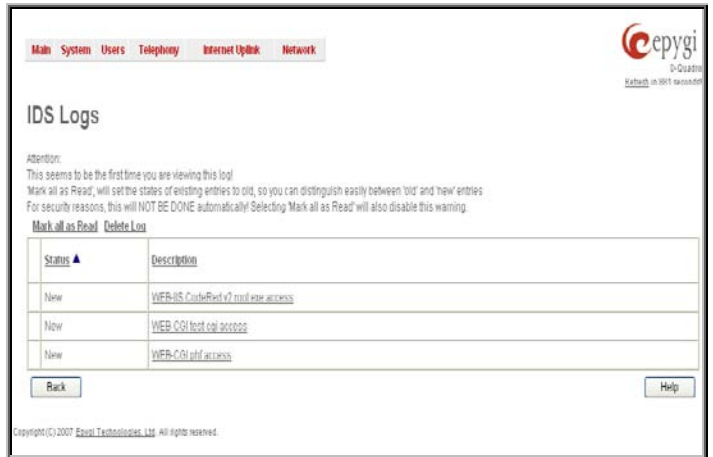 Main System Users Telephony Internet Uplink Network
epygi
D-Quadro
Refresh in seconds
IDS Logs
Attention:
This seems to be the first time you are viewing this log!
'Mark all as Read', will set the states of existing entries to old, so you can distinguish easily between 'old' and 'new' entries
For security reasons, this will NOT BE DONE automatically! Selecting 'Mark all as Read' will also disable this warning.
Mark all as Read Delete Log
Status Description
New WEB-IIS CodeRed v2 root.exe access
New WEB-CGI test-cgi access
New WEB-CGI phf access
Back Help
Copyright (C) 2007 Epygi Technologies, Ltd. All rights reserved.